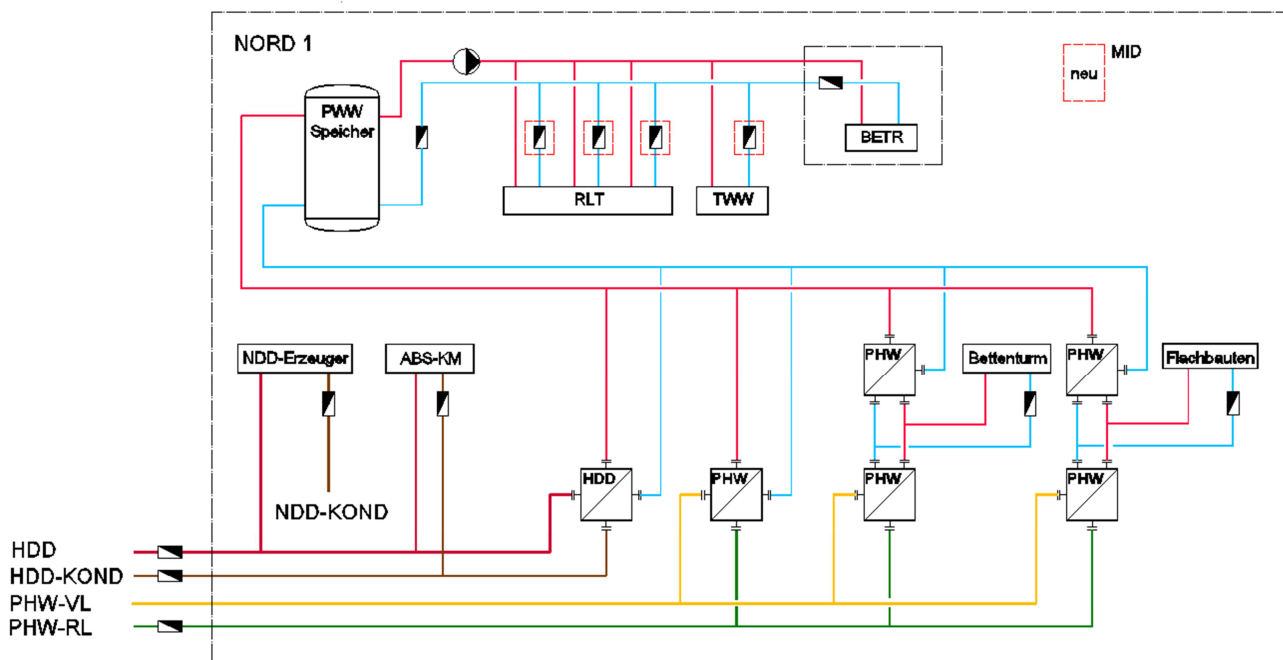 NORD 1
MID
neu
PWW
Speicher
BETR
RLT
TWW
NDD-Erzeuger
ABS-KM
PHW
Bettenturm
PHW
Flachbauten
HDD
PHW
PHW
PHW
NDD-KOND
HDD
HDD-KOND
PHW-VL
PHW-RL